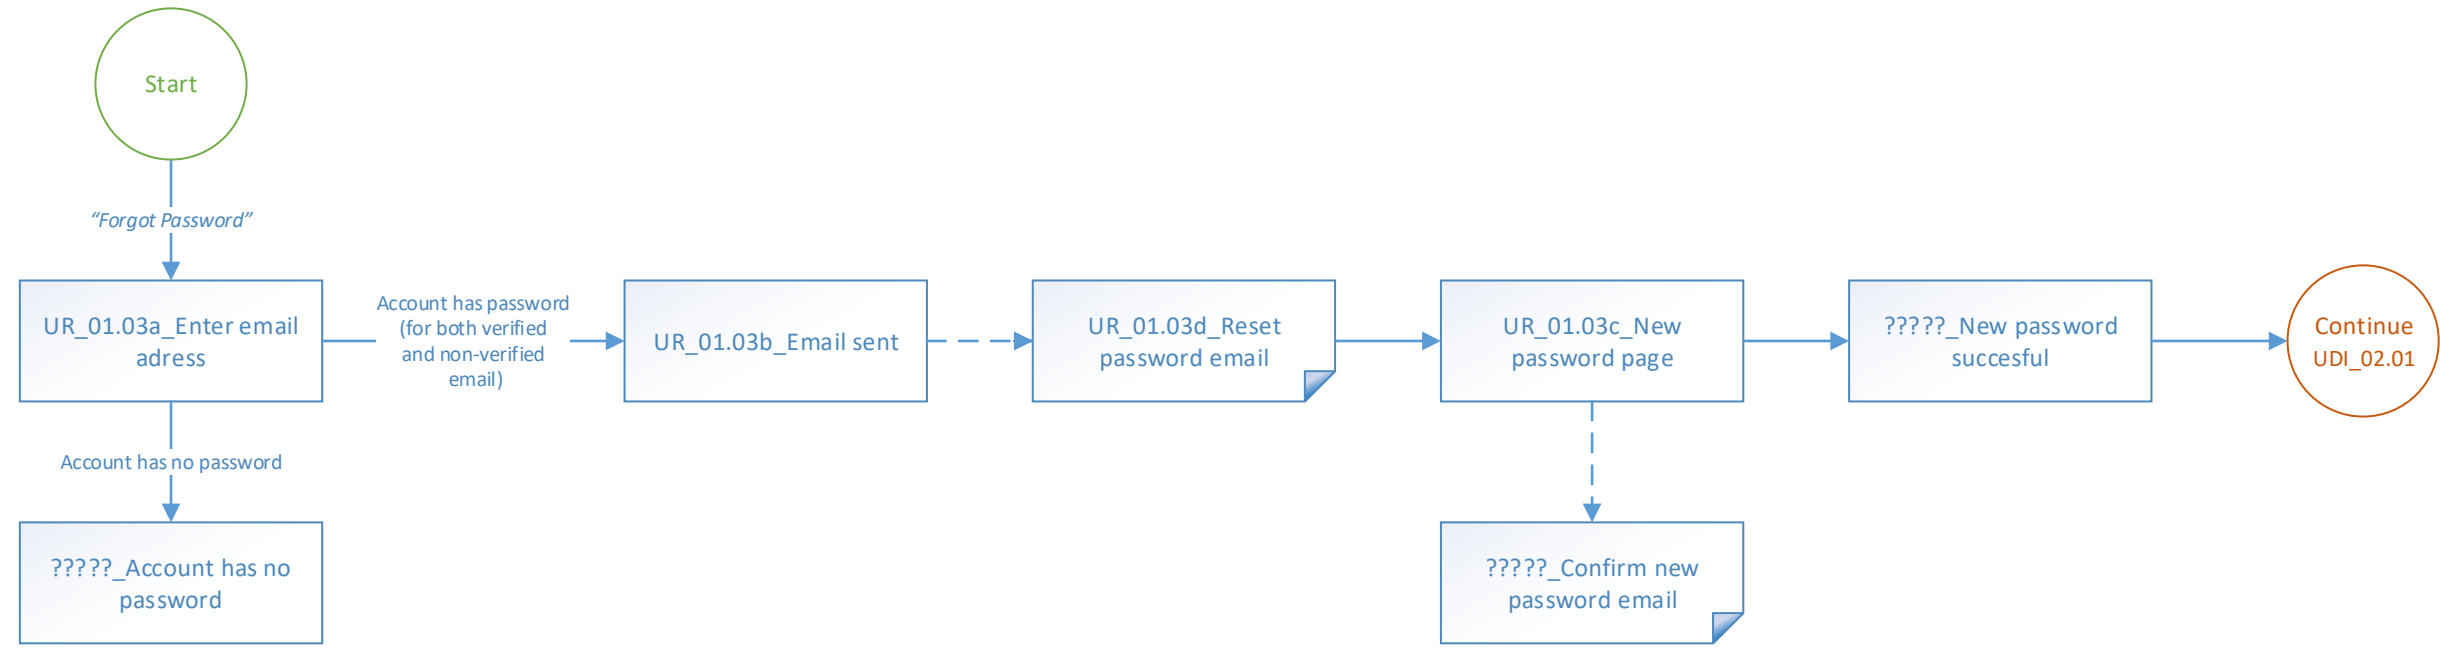 Start
“Forgot Password”
UR_01.03a_Enter email
adress
Account has password
(for both verified
and non-verified
email)
UR_01.03b_Email sent
UR_01.03d_Reset
password email
UR_01.03c_New
password page
?????_New password
succesful
Continue
UDI_02.01
Account has no password
?????_Account has no
password
?????_Confirm new
password email